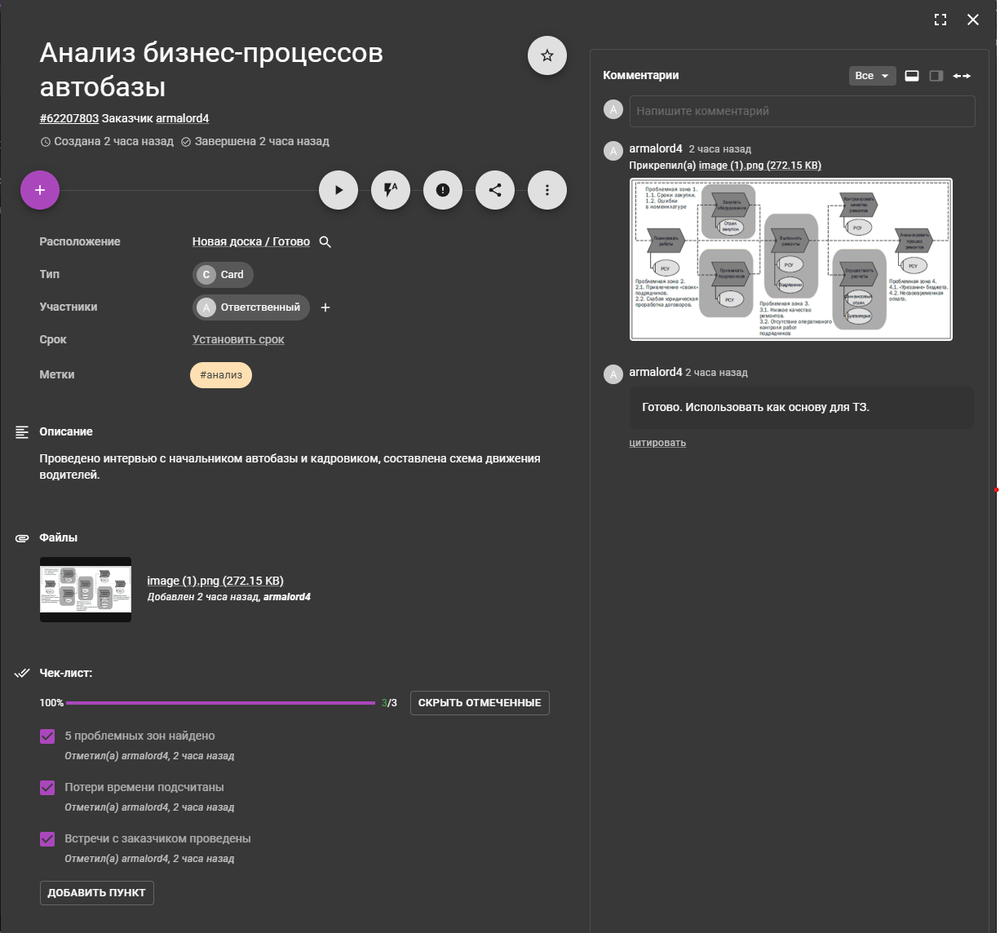 Анализ бизнес-процессов
автобазы
#62207803 Заказчик armalord4
Создана 2 часа назад Завершена 2 часа назад
Расположение
Новая доска / Готово
Тип
C Card
Участники
A Ответственный
Срок
Установить срок
Метки
#анализ
Описание
Проведено интервью с начальником автобазы и кадровиком, составлена схема движения
водителей.
Файлы
image (1).png (272.15 KB)
Добавлен 2 часа назад, armalord4
Чек-лист:
100%
3/3
СКРЫТЬ ОТМЕЧЕННЫЕ
5 проблемных зон найдено
Отметил(а) armalord4, 2 часа назад
Потери времени подсчитаны
Отметил(а) armalord4, 2 часа назад
Встречи с заказчиком проведены
Отметил(а) armalord4, 2 часа назад
ДОБАВИТЬ ПУНКТ
Комментарии
Все
A
Напишите комментарий
A
armalord4 2 часа назад
Прикрепил(а) image (1).png (272.15 KB)
Проблемная зона 1.
1.1. Сроки закупки.
1.2. Ошибки
в номенклатуре
Закупать
оборудование
Отдел
закупок
Контролировать
качество
ремонтов
РСУ
Планировать
работы
РСУ
Выполнять
ремонты
РСУ
Подрядчики
Анализировать
процесс
ремонтов
РСУ
Привлекать
подрядчиков
РСУ
Осуществлять
расчеты
Финансовый
отдел
Бухгалтерия
Проблемная зона 2.
2.1. Привлечение «своих»
подрядчиков.
2.2. Слабая юридическая
проработка договоров.
Проблемная зона 3.
3.1. Низкое качество
ремонтов.
3.2. Отсутствие оперативного
контроля работ
подрядчиков
Проблемная зона 4.
4.1. «Урезание» бюджета.
4.2. Несвоевременная
оплата.
A
armalord4 2 часа назад
Готово. Использовать как основу для ТЗ.
цитировать